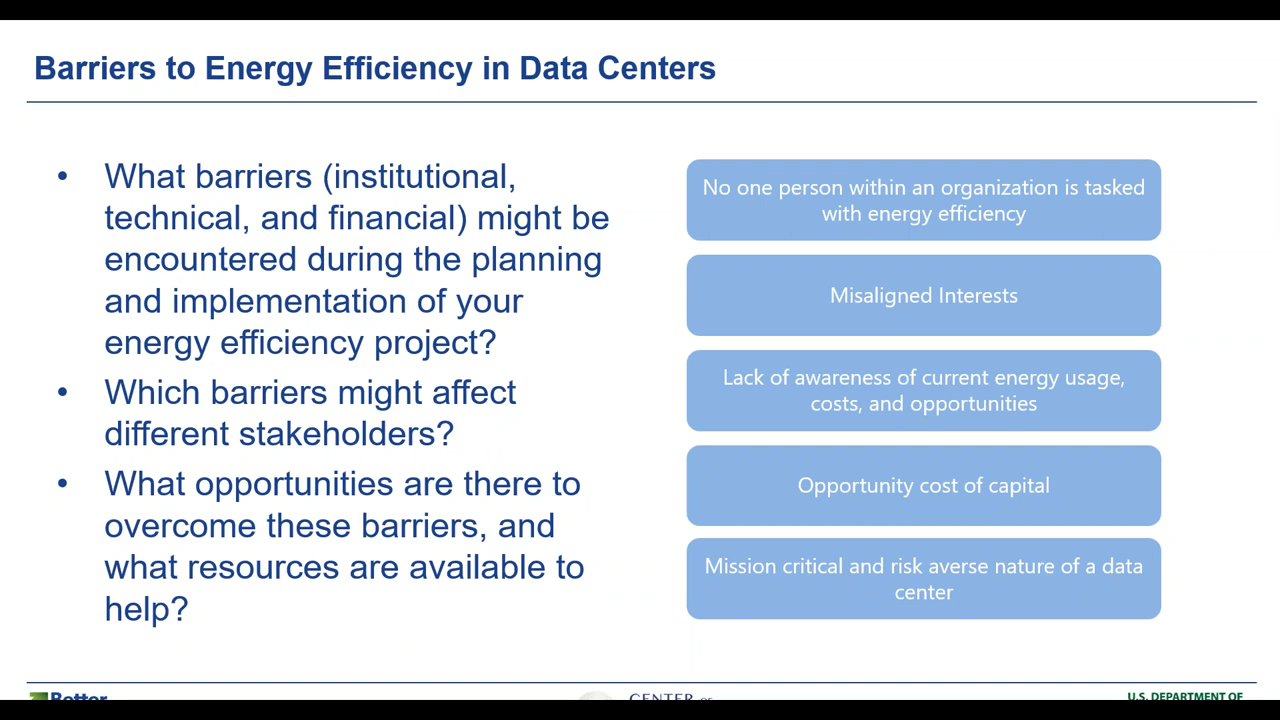 Barriers to Energy Efficiency in Data Centers
• What barriers (institutional,
technical, and financial) might be
encountered during the planning
and implementation of your
energy efficiency project?
• Which barriers might affect
different stakeholders?
• What opportunities are there to
overcome these barriers, and
what resources are available to
help?
No one person within an organization is tasked
with energy efficiency
Misaligned Interests
Lack of awareness of current energy usage,
costs, and opportunities
Opportunity cost of capital
Mission critical and risk averse nature of a data
center
Better
CENTER OF
U.S. DEPARTMENT OF